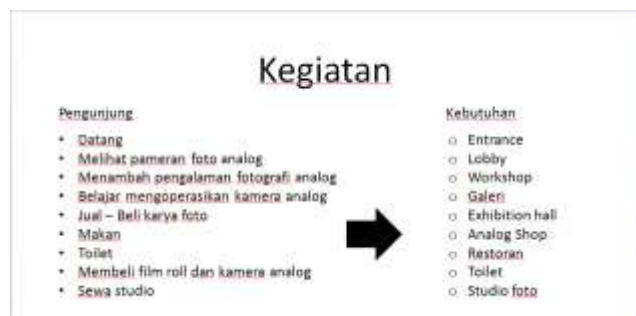 Kegiatan
Pengunjung
• Datang
• Melihat pameran foto analog
• Menambah pengalaman fotografi analog
• Belajar mengoperasikan kamera analog
• Jual – Beli karya foto
• Makan
• Toilet
• Membeli film roll dan kamera analog
• Sewa studio
Kebutuhan
o Entrance
o Lobby
o Workshop
o Galeri
o Exhibition hall
o Analog Shop
o Restoran
o Toilet
o Studio foto